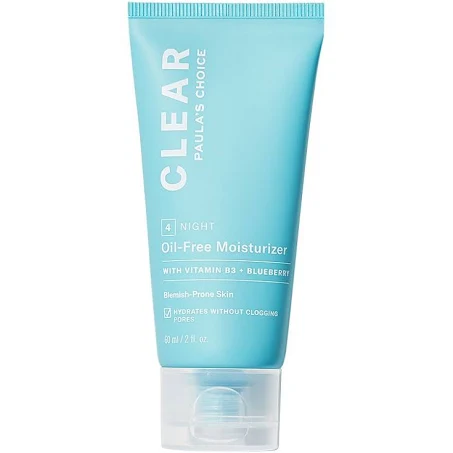 CLEAR
PAULA'S CHOICE
4 NIGHT
Oil-Free Moisturizer
WITH VITAMIN B3 + BLUEBERRY
Blemish-Prone Skin
HYDRATES WITHOUT CLOGGING
PORES
60 ml / 2 fl. oz.